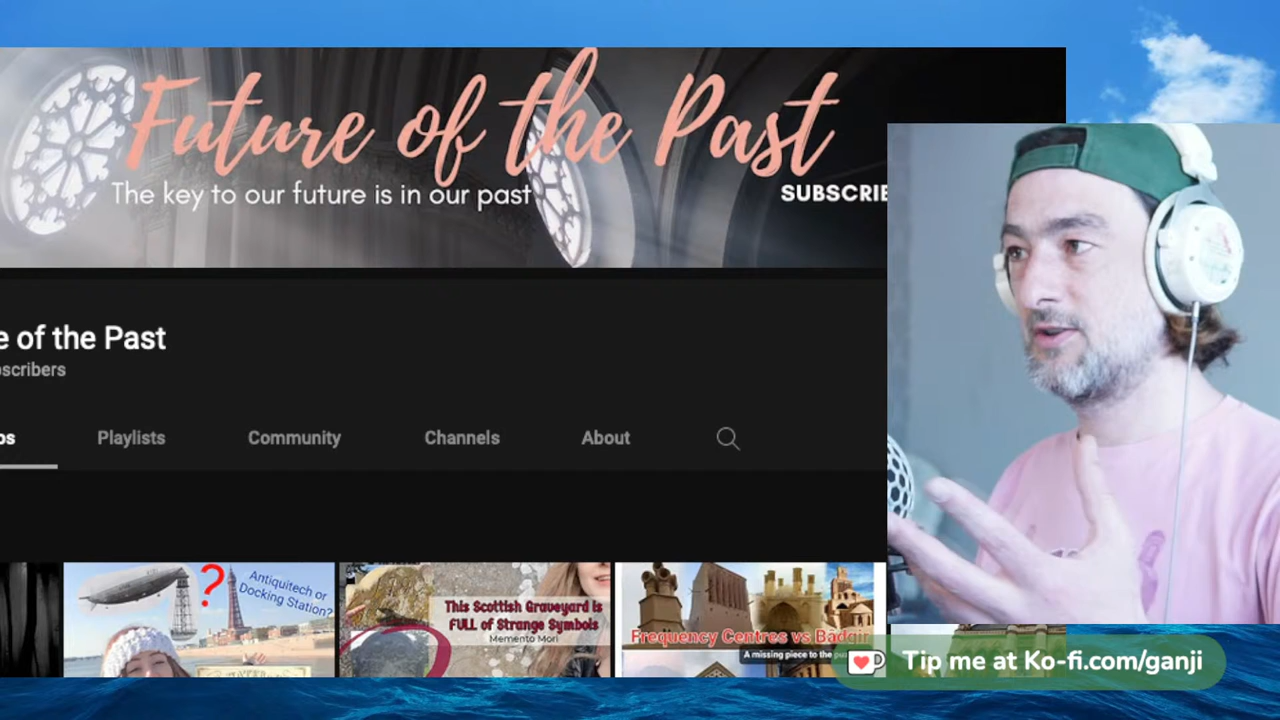 Future of the Past
The key to our future is in our past
SUBSCRIB
e of the Past
scribers
os
Playlists
Community
Channels
About
?
Antiquitech or
Docking Station?
This Scottish Graveyard is
FULL of Strange Symbols
Memento Mori
Frequency Centres vs Badgir
A missing piece to the
Tip me at Ko-fi.com/ganji